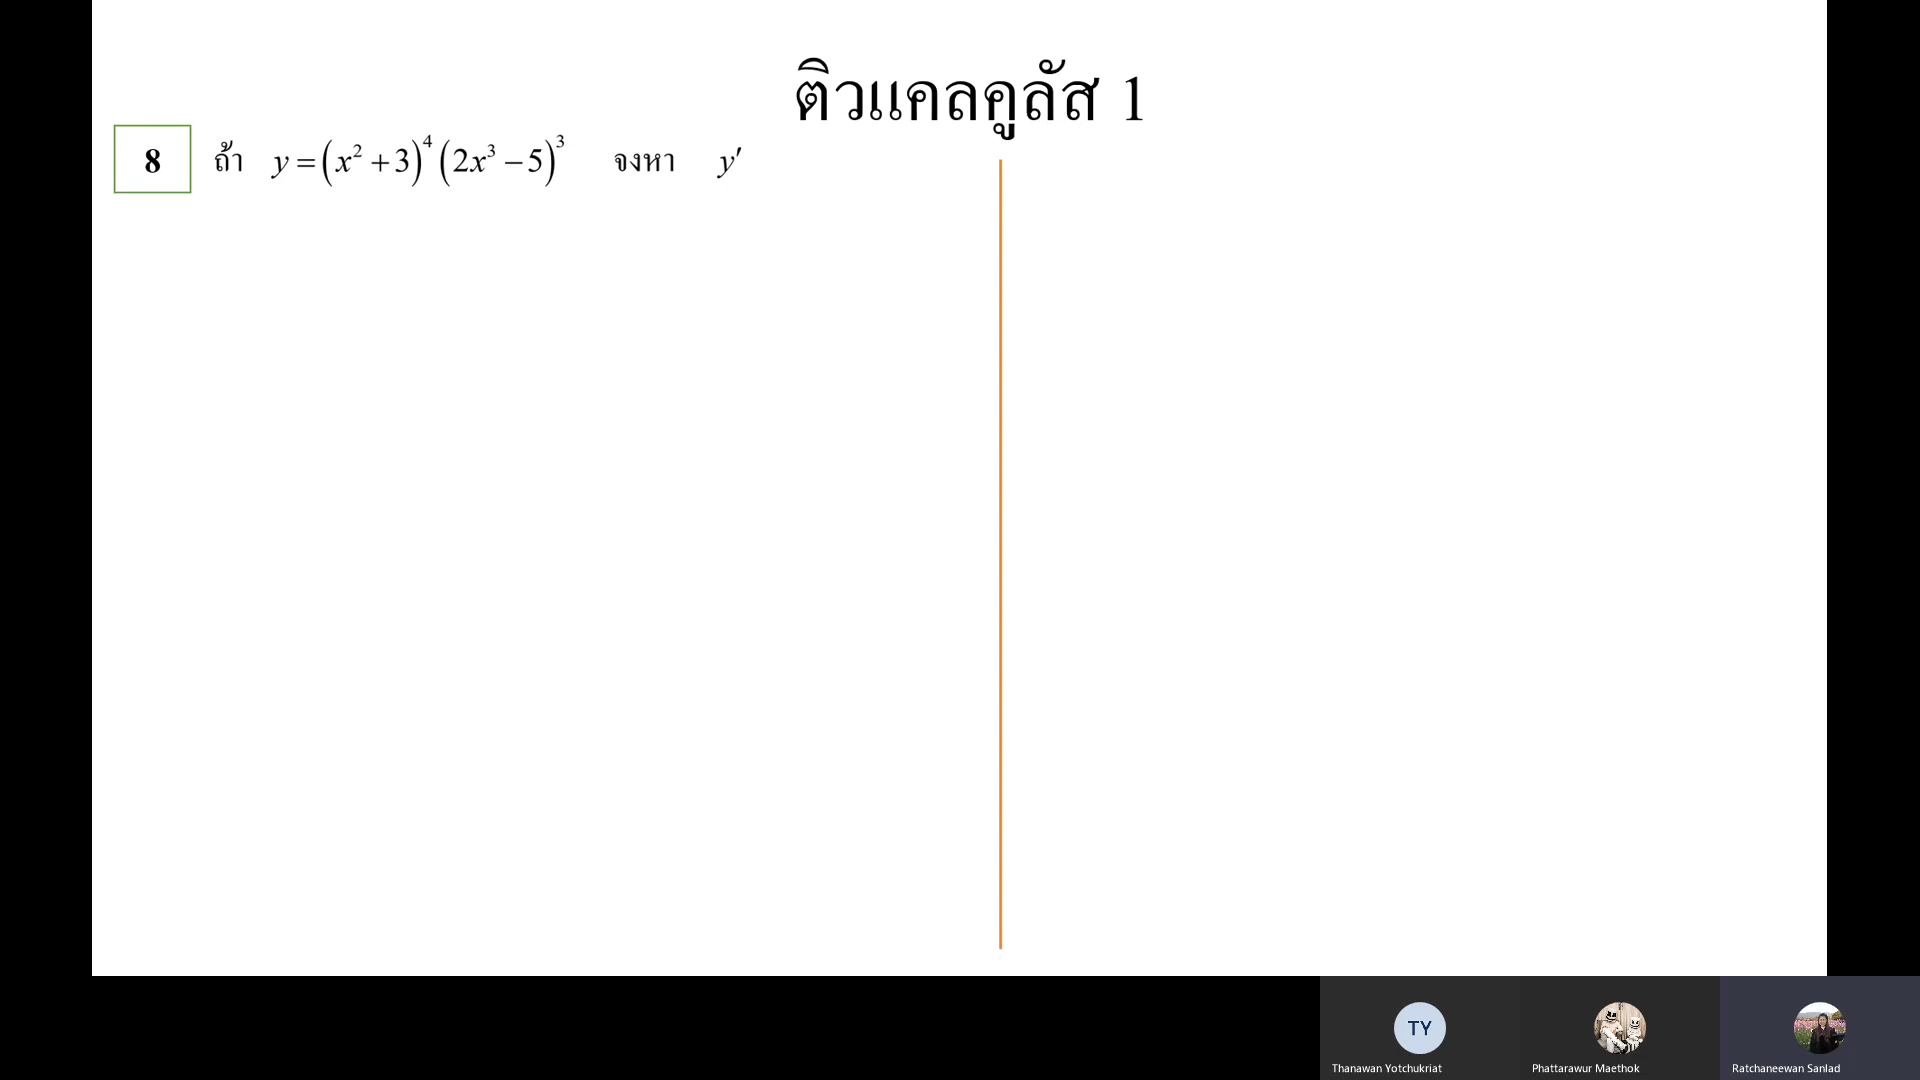 ติวแคลคูลัส 1
8 ถ้า y = (x² + 3)⁴ (2x³ − 5)³ จงหา y′
TY
Thanawan Yotchukriat
Phattarawur Maethok
Ratchaneewan Sanlad